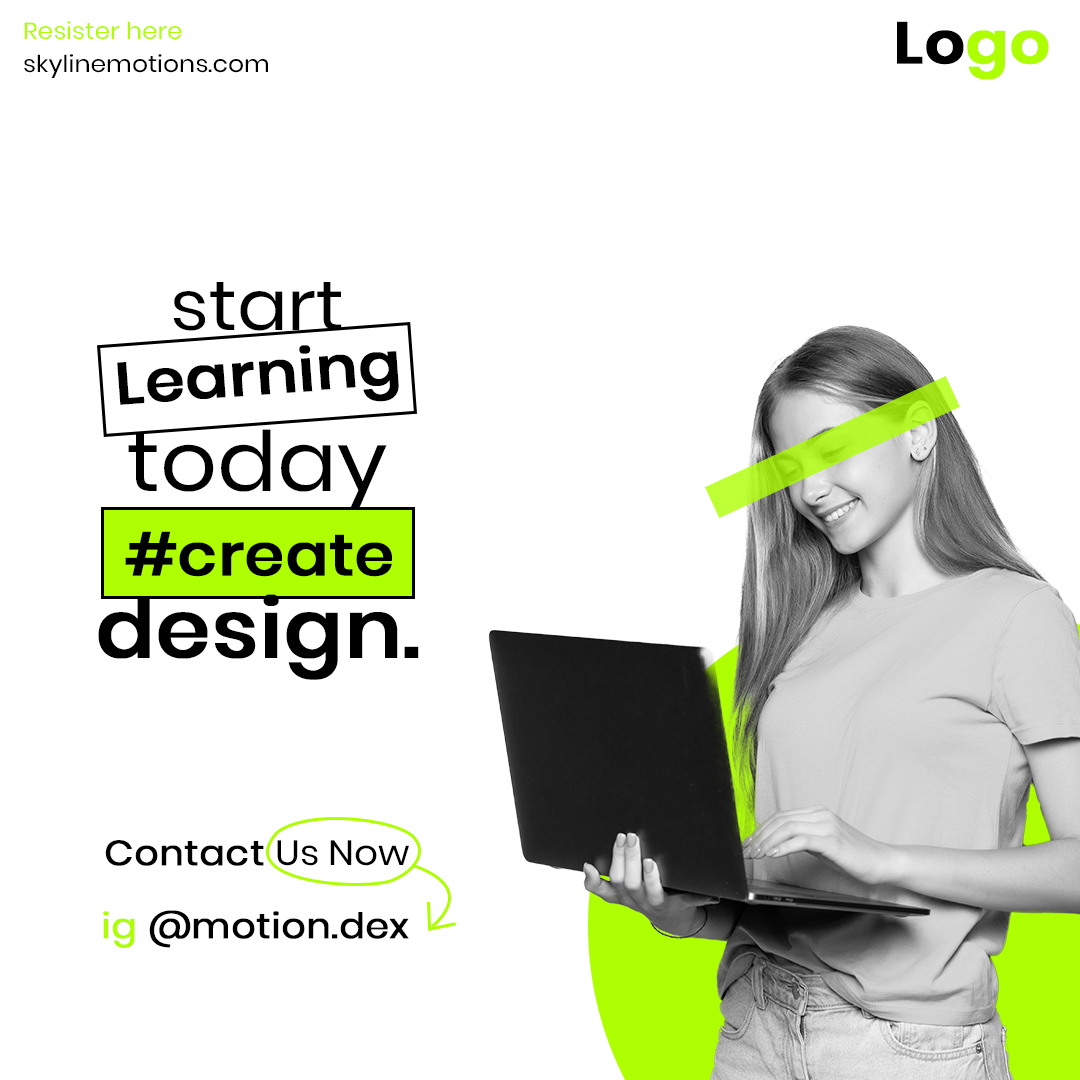 Resister here
skylinemotions.com
Logo
start
Learning
today
#create
design.
Contact Us Now
ig @motion.dex